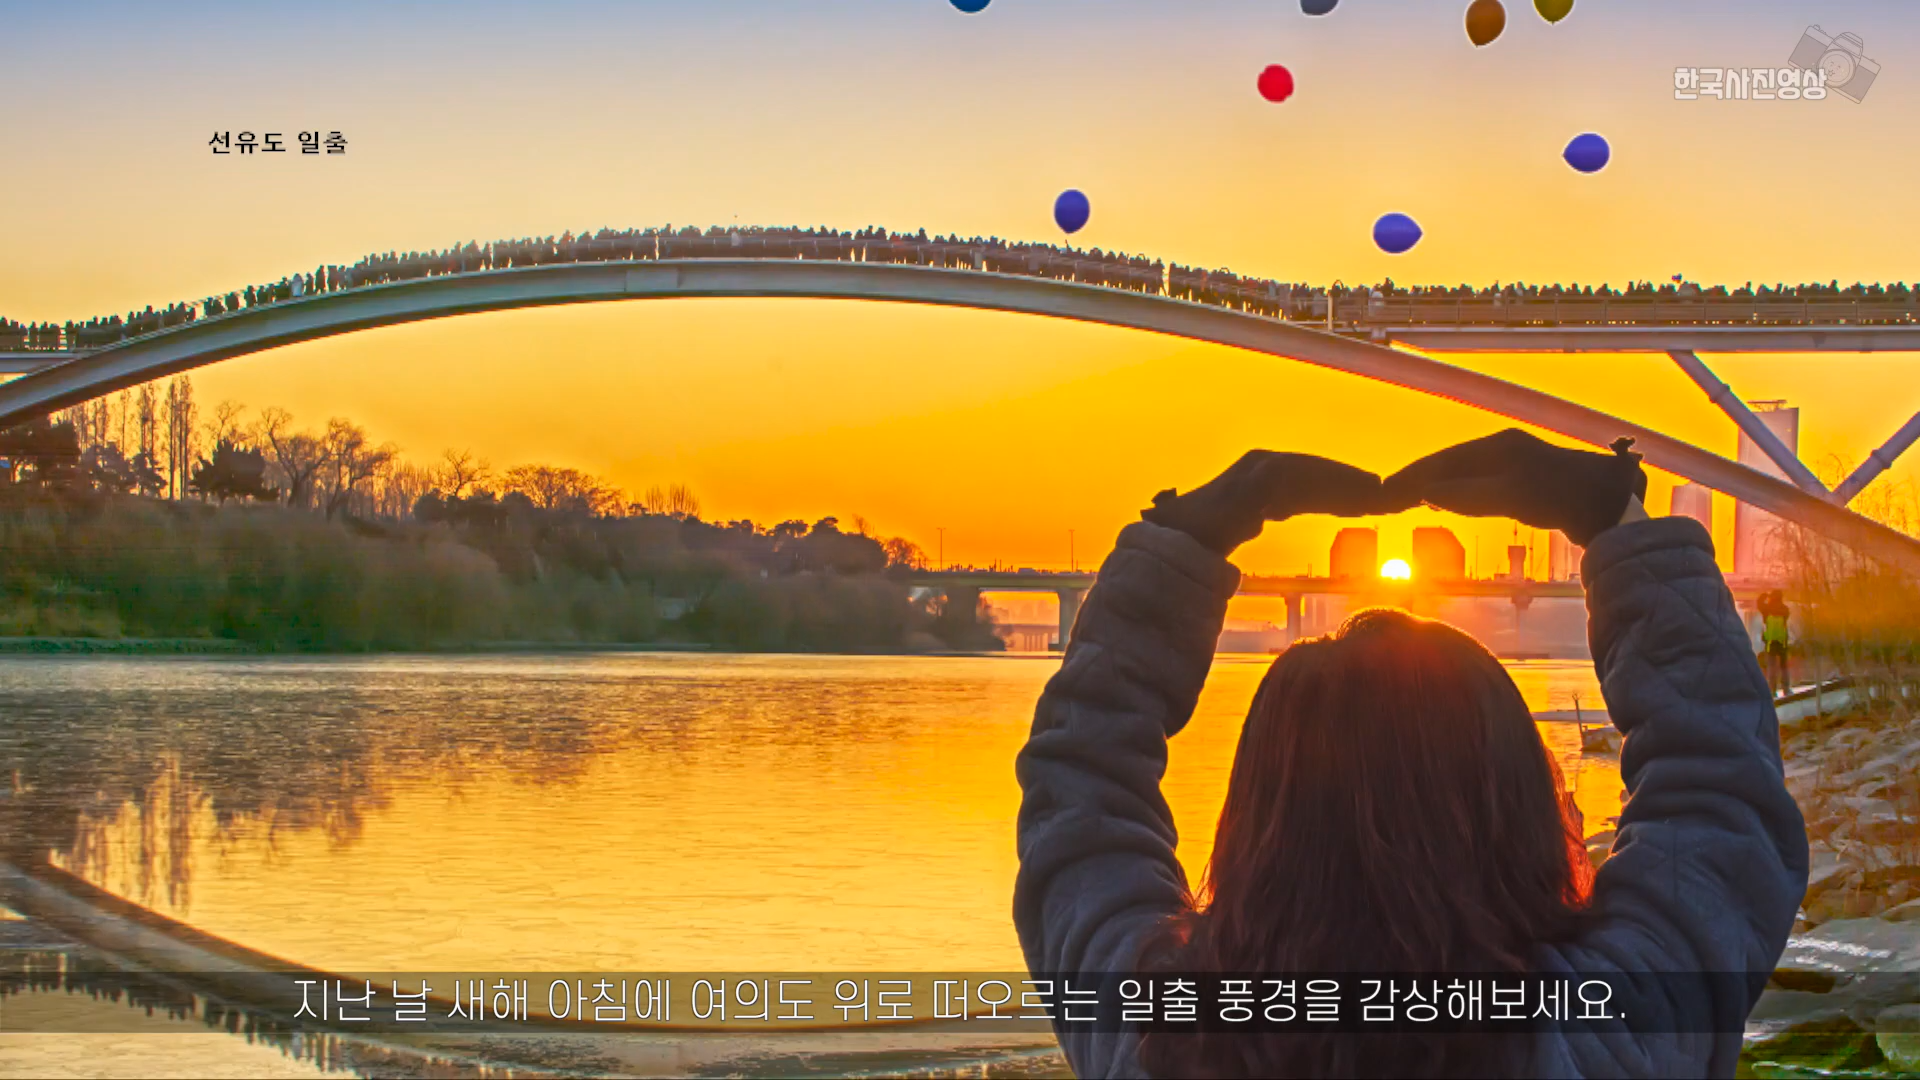 한국사진영상
선유도 일출
지난 날 새해 아침에 여의도 위로 떠오르는 일출 풍경을 감상해보세요.